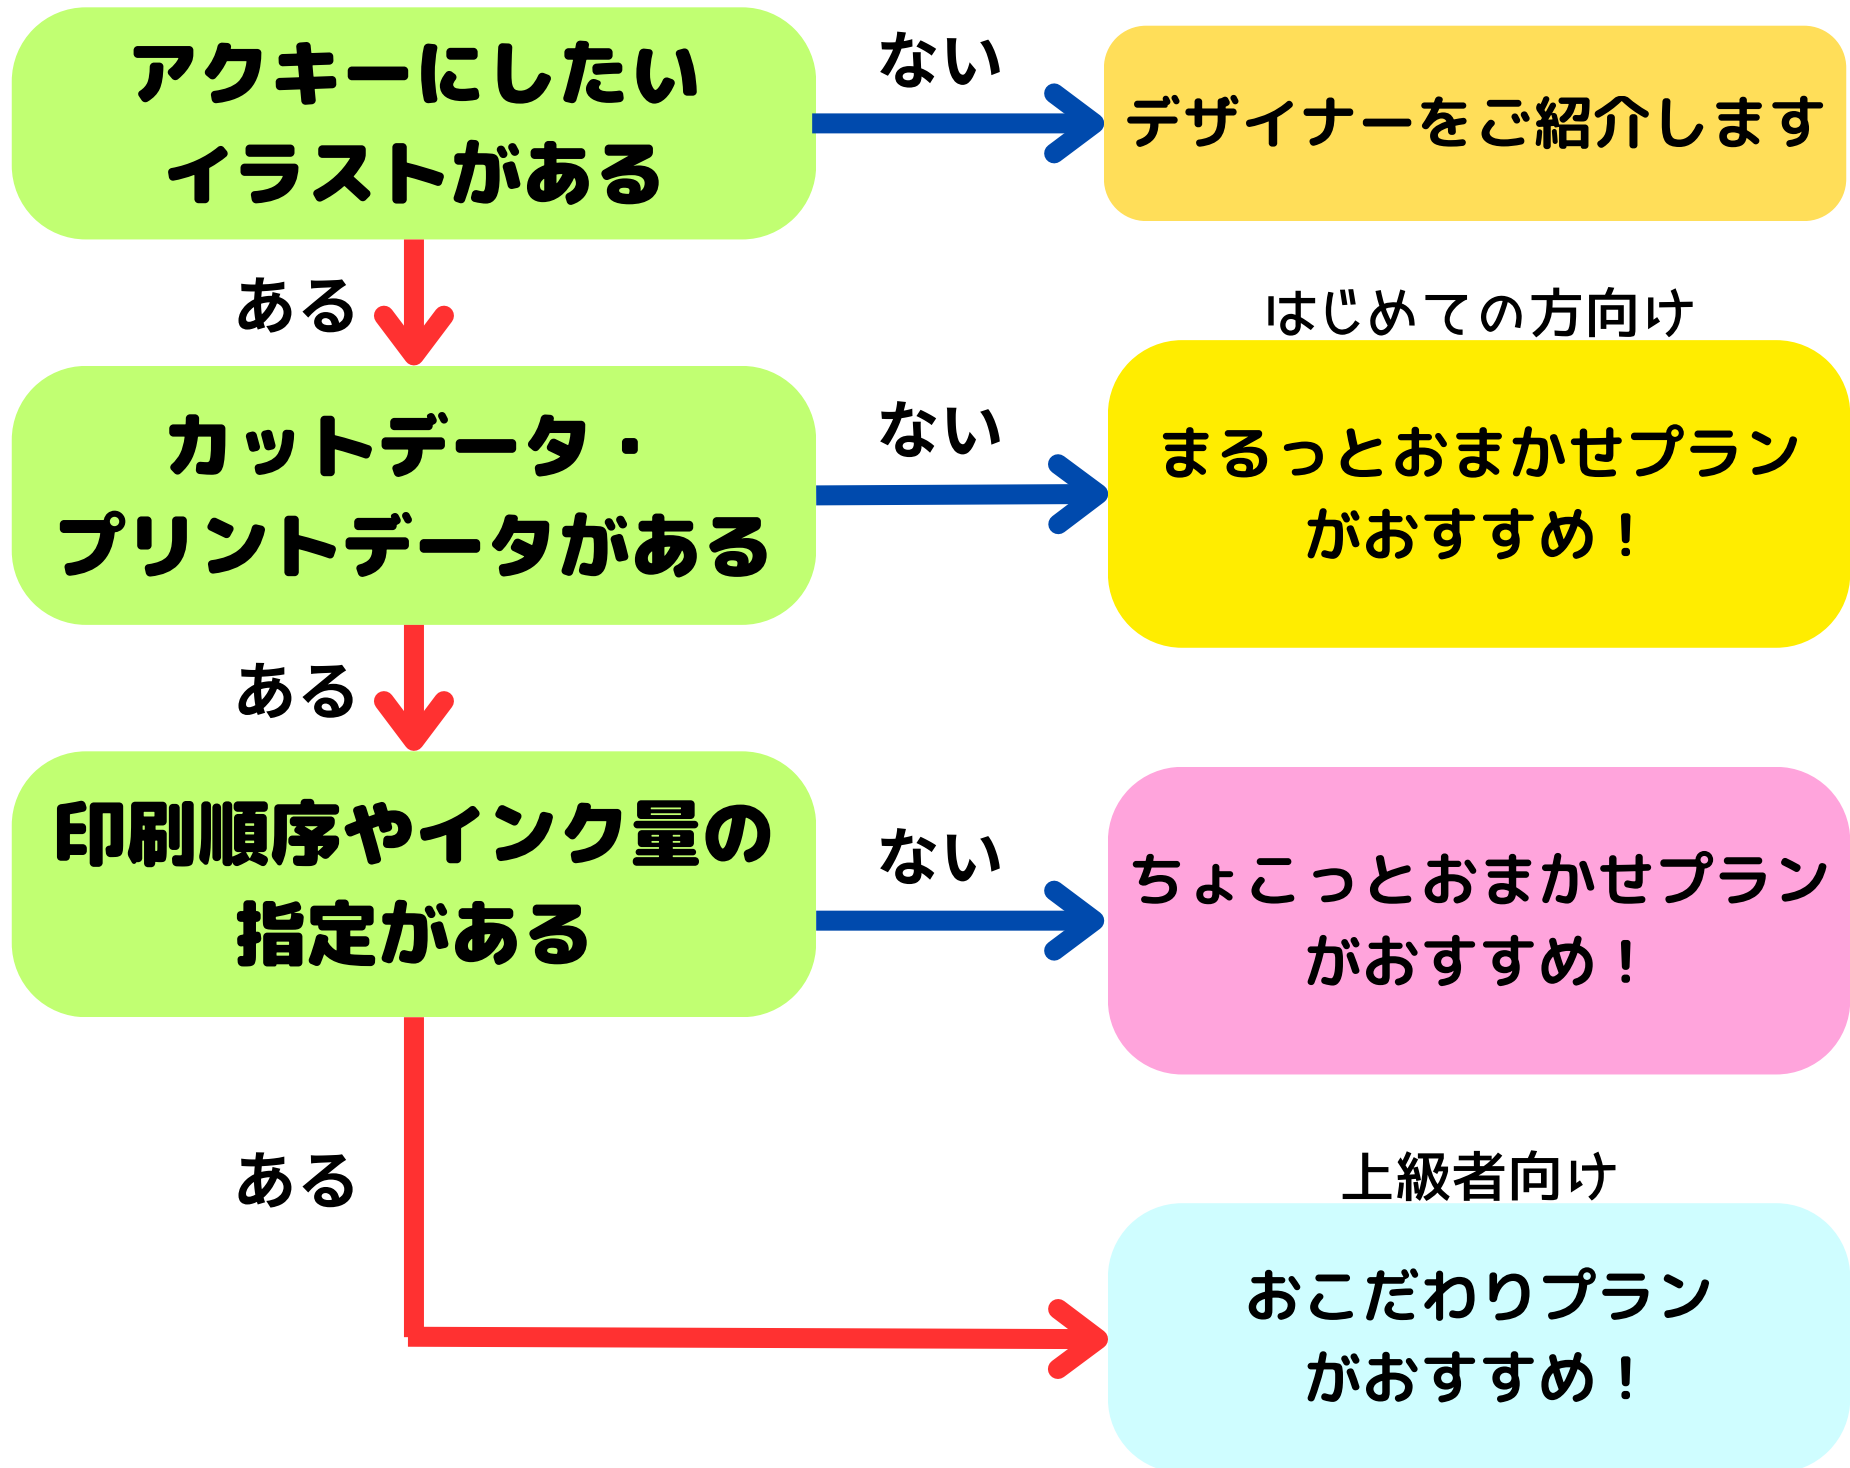 アクキーにしたい
イラストがある
ない
デザイナーをご紹介します
ある
はじめての方向け
カットデータ・
プリントデータがある
ない
まるっとおまかせプラン
がおすすめ！
ある
印刷順序やインク量の
指定がある
ない
ちょこっとおまかせプラン
がおすすめ！
ある
上級者向け
おこだわりプラン
がおすすめ！